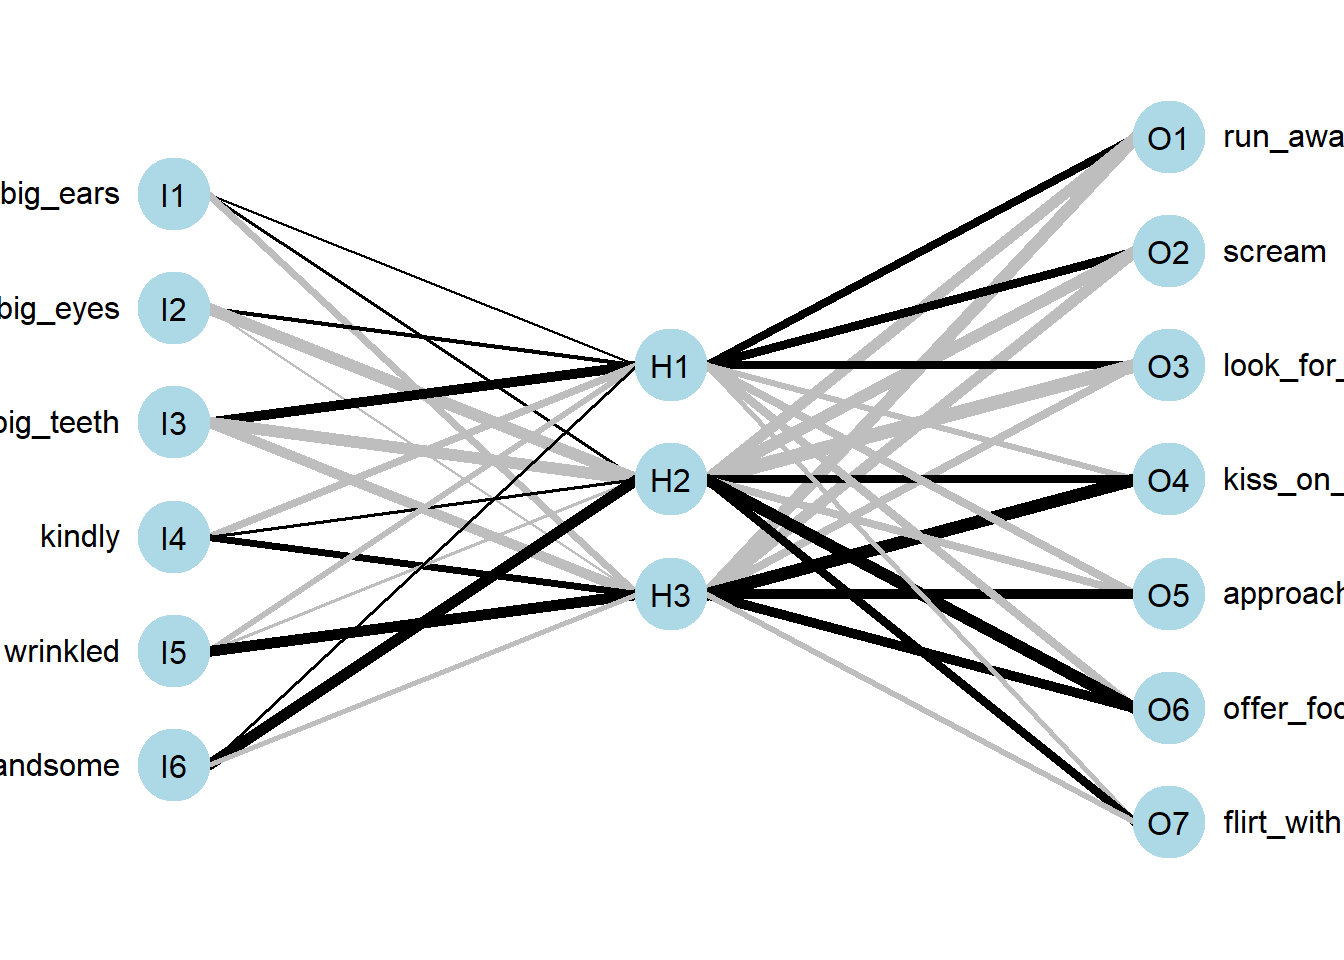 big_ears I1
big_eyes I2
big_teeth I3
kindly I4
wrinkled I5
andsome I6
H1
H2
H3
O1 run_awa
O2 scream
O3 look_for_
O4 kiss_on_
O5 approach
O6 offer_foo
O7 flirt_with